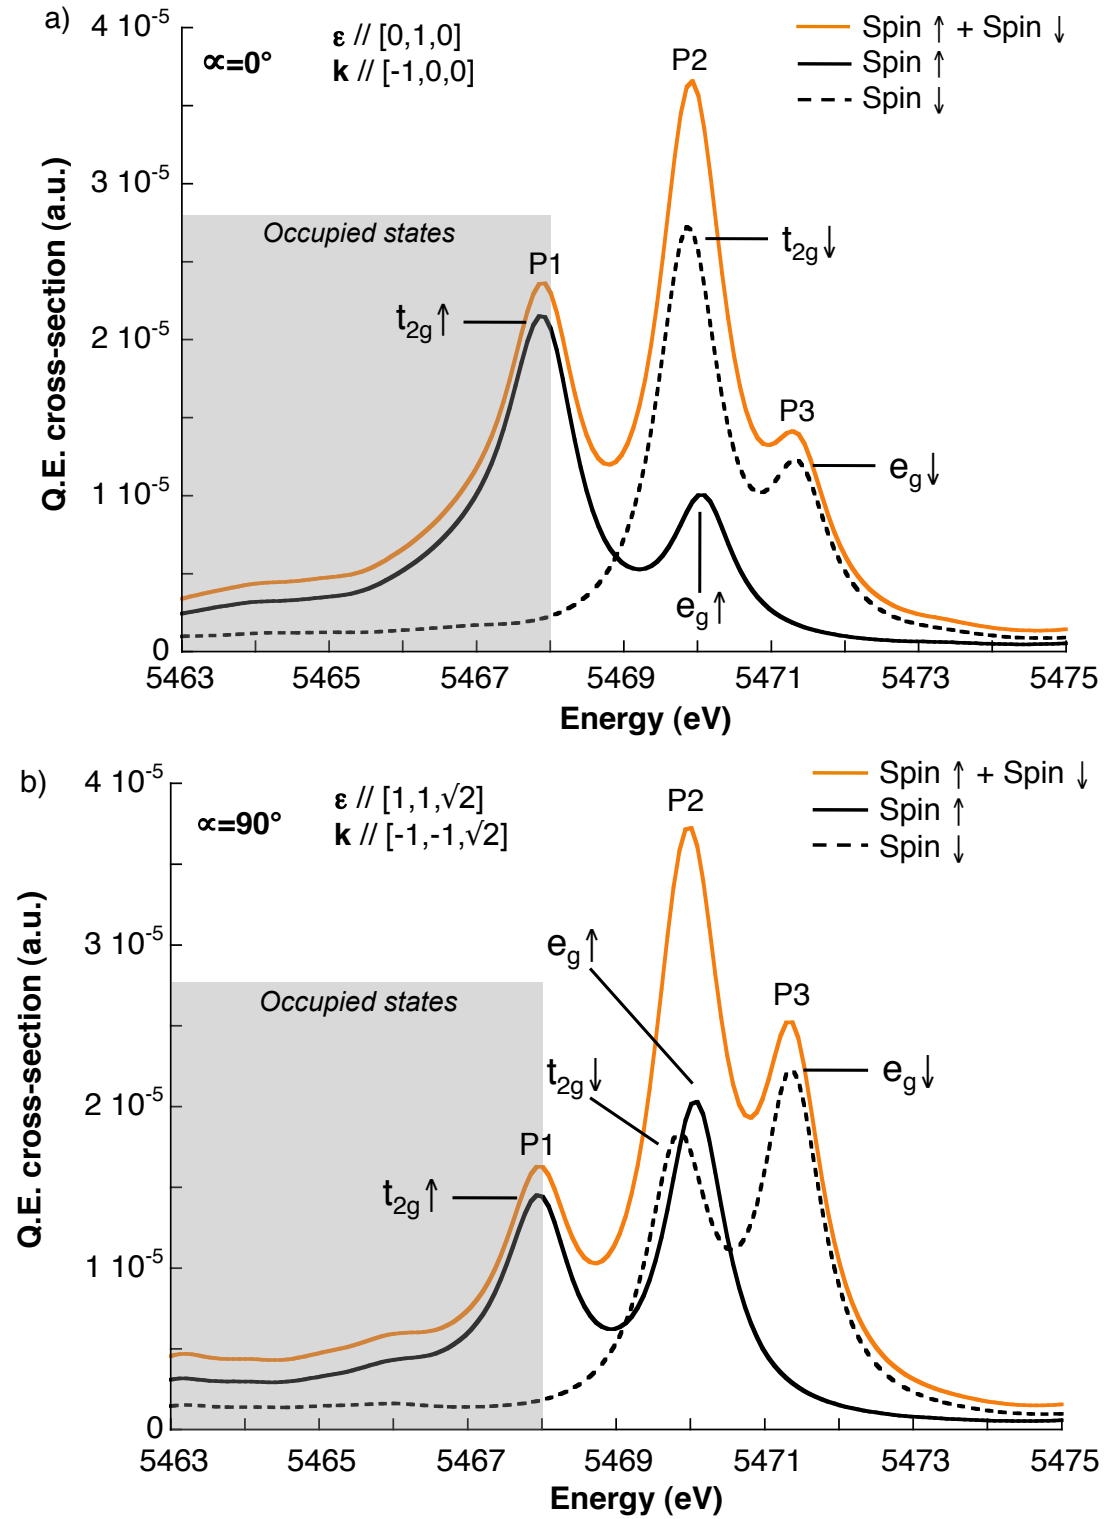 a)
4 10⁻⁵
∝=0°
ε // [0,1,0]
k // [-1,0,0]
Spin ↑ + Spin ↓
Spin ↑
Spin ↓
P2
3 10⁻⁵
Occupied states
t₂g↓
P1
t₂g↑
2 10⁻⁵
P3
e_g↓
1 10⁻⁵
e_g↑
0
Q.E. cross-section (a.u.)
5463 5465 5467 5469 5471 5473 5475
Energy (eV)
b)
4 10⁻⁵
∝=90°
ε // [1,1,√2]
k // [-1,-1,√2]
Spin ↑ + Spin ↓
Spin ↑
Spin ↓
P2
3 10⁻⁵
e_g↑
Occupied states
P3
t₂g↓
e_g↓
2 10⁻⁵
P1
t₂g↑
1 10⁻⁵
0
Q.E. cross-section (a.u.)
5463 5465 5467 5469 5471 5473 5475
Energy (eV)